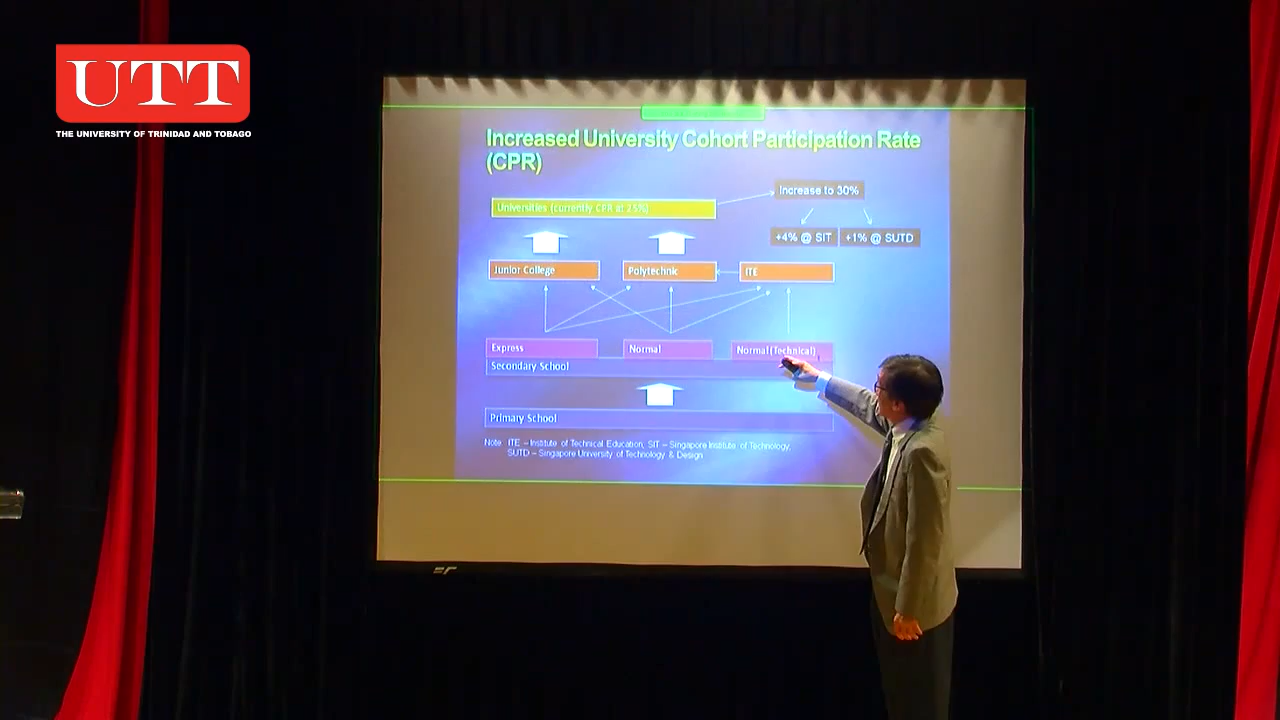 UTT
THE UNIVERSITY OF TRINIDAD AND TOBAGO
Increased University Cohort Participation Rate
(CPR)
Increase to 30%
Universities (currently CPR at 25%)
+4% @ SIT
+1% @ SUTD
Junior College
Polytechnic
ITE
Express
Normal
Normal (Technical)
Secondary School
Primary School
Note: ITE – Institute of Technical Education, SIT – Singapore Institute of Technology,
SUTD – Singapore University of Technology & Design